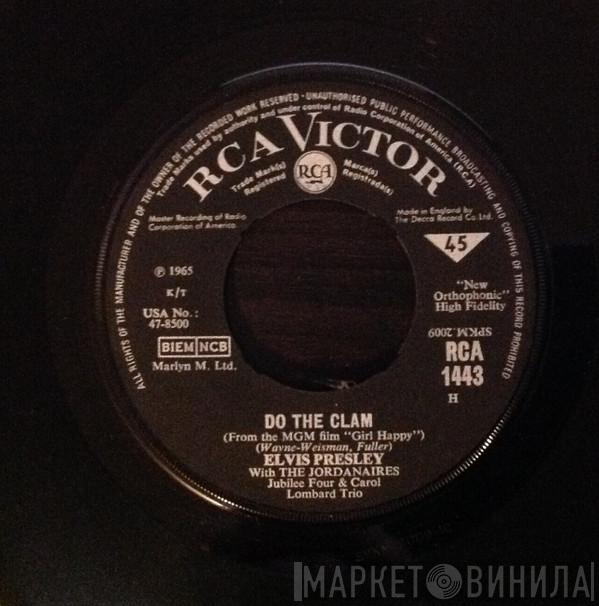 ALL RIGHTS OF THE MANUFACTURER AND OF THE OWNER OF THE RECORDED WORK RESERVED · UNAUTHORISED PUBLIC PERFORMANCE BROADCASTING AND COPYING OF THIS RECORD PROHIBITED
Trade Marks used by authority and under control of Radio Corporation of America (RCA)
RCA VICTOR
Trade Mark(s)
Registered
RCA
Marca(s)
Registrada(s)
Master Recording of Radio
Corporation of America.
Made in England by
The Decca Record Co. Ltd.
45
℗ 1965
K/T
USA No.:
47-8500
BIEM NCB
Marlyn M. Ltd.
"New
Orthophonic"
High Fidelity
SPKM.2009
RCA
1443
H
DO THE CLAM
(From the MGM film "Girl Happy")
(Wayne-Weisman, Fuller)
ELVIS PRESLEY
With THE JORDANAIRES
Jubilee Four & Carol
Lombard Trio
МАРКЕТ ВИНИЛА